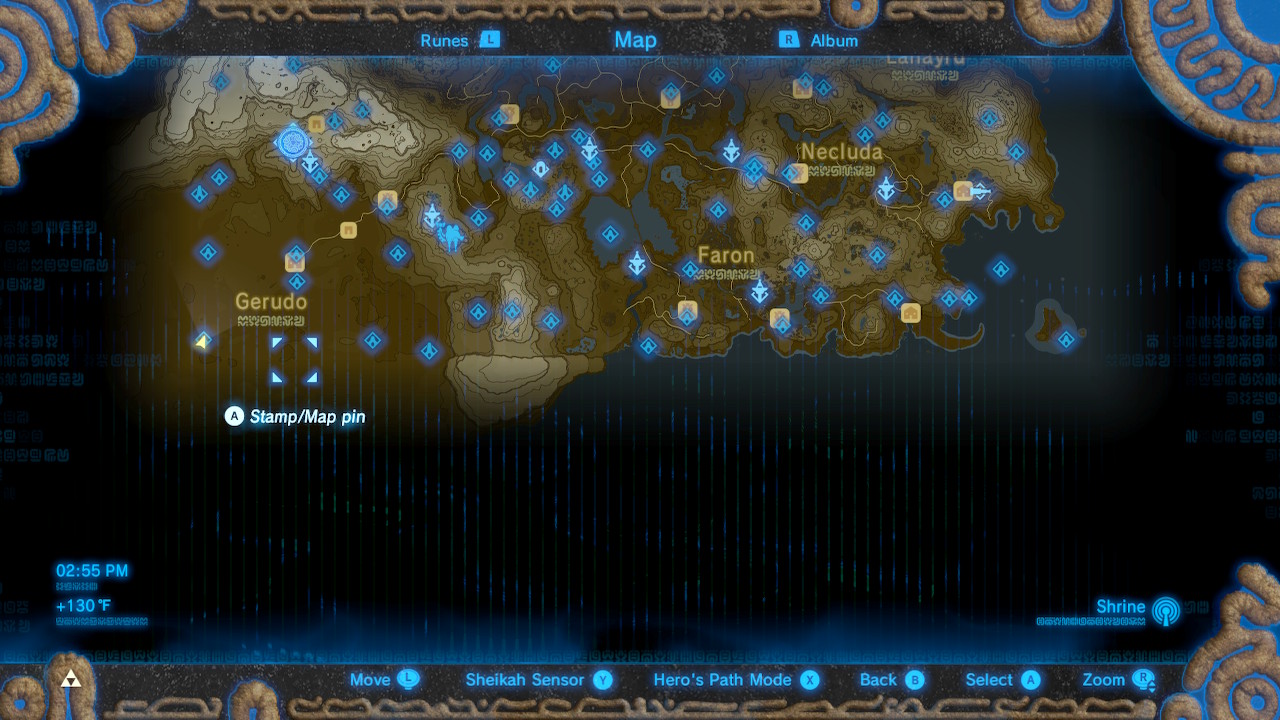 Runes L
Map
R Album
Lanayru
Necluda
Faron
Gerudo
A Stamp/Map pin
02:55 PM
+130°F
Shrine
Move L
Sheikah Sensor Y
Hero's Path Mode X
Back B
Select A
Zoom R